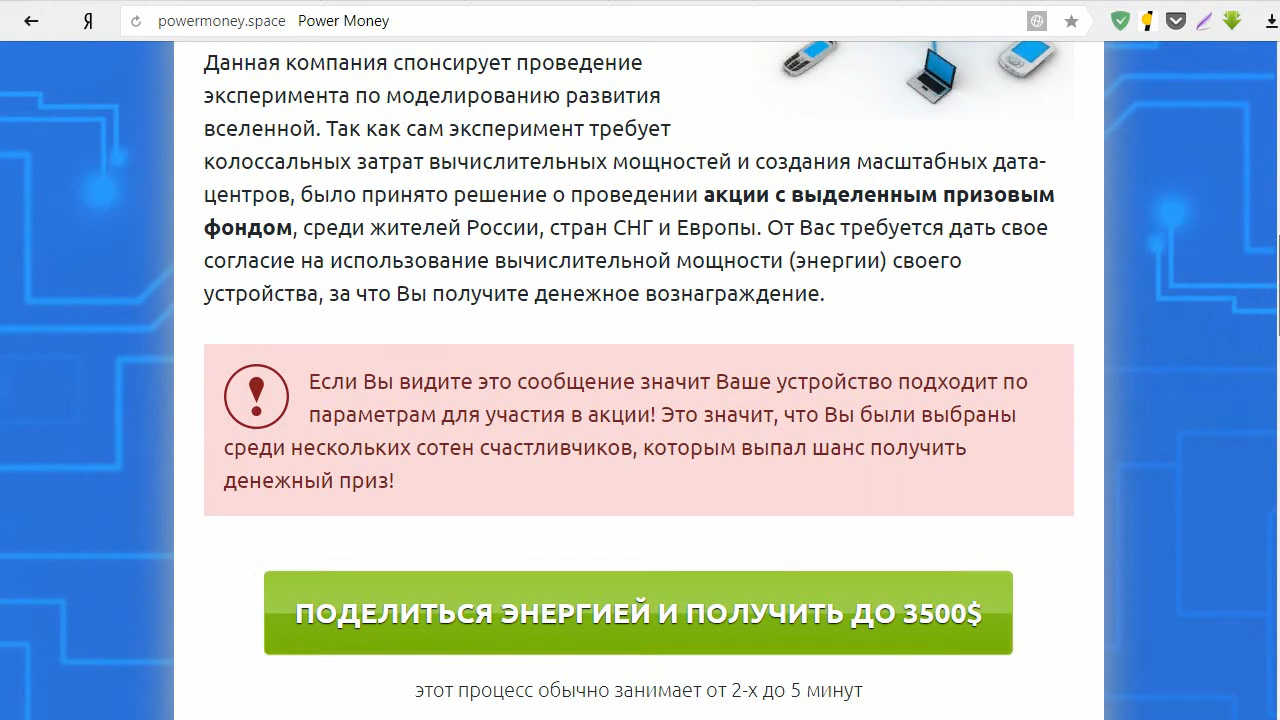 Я
powermoney.space Power Money
Данная компания спонсирует проведение
эксперимента по моделированию развития
вселенной. Так как сам эксперимент требует
колоссальных затрат вычислительных мощностей и создания масштабных дата-
центров, было принято решение о проведении акции с выделенным призовым
фондом, среди жителей России, стран СНГ и Европы. От Вас требуется дать свое
согласие на использование вычислительной мощности (энергии) своего
устройства, за что Вы получите денежное вознаграждение.
Если Вы видите это сообщение значит Ваше устройство подходит по
параметрам для участия в акции! Это значит, что Вы были выбраны
среди нескольких сотен счастливчиков, которым выпал шанс получить
денежный приз!
ПОДЕЛИТЬСЯ ЭНЕРГИЕЙ И ПОЛУЧИТЬ ДО 3500$
этот процесс обычно занимает от 2-х до 5 минут